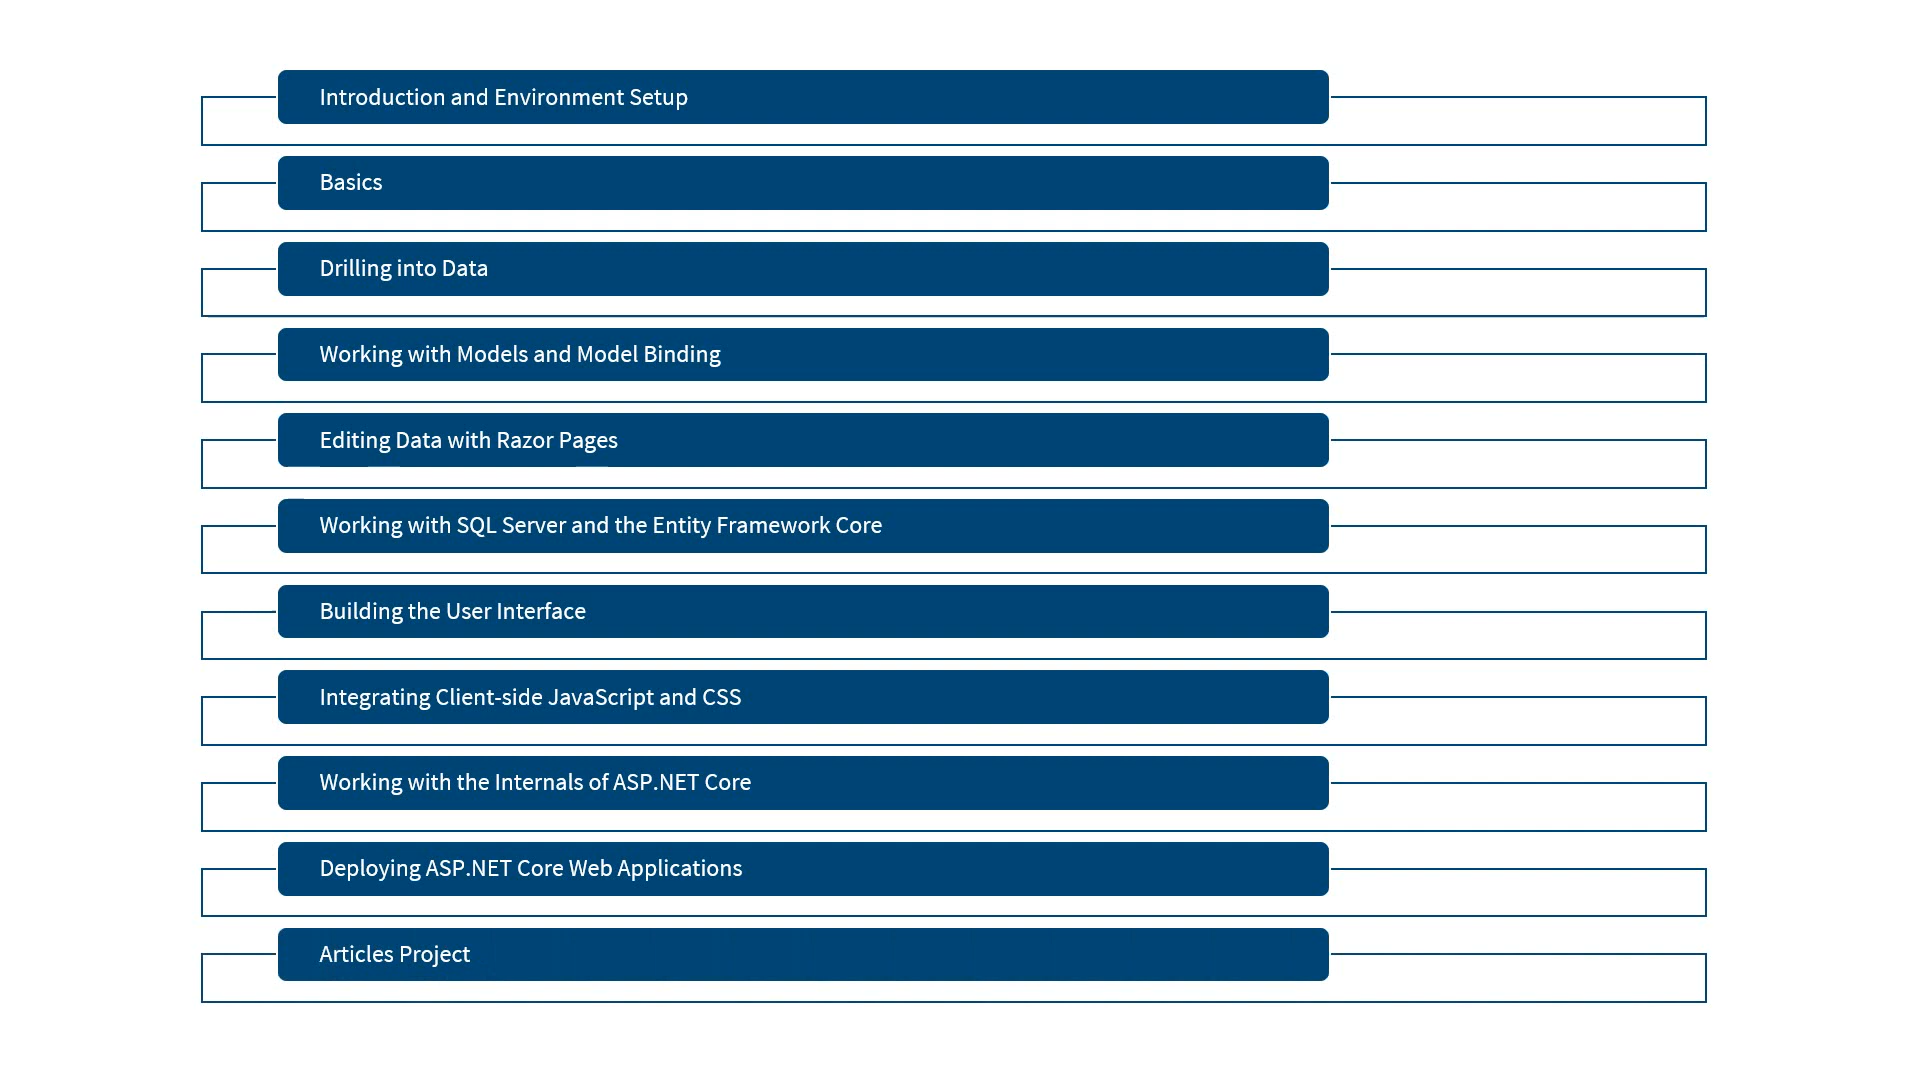 Introduction and Environment Setup
Basics
Drilling into Data
Working with Models and Model Binding
Editing Data with Razor Pages
Working with SQL Server and the Entity Framework Core
Building the User Interface
Integrating Client-side JavaScript and CSS
Working with the Internals of ASP.NET Core
Deploying ASP.NET Core Web Applications
Articles Project